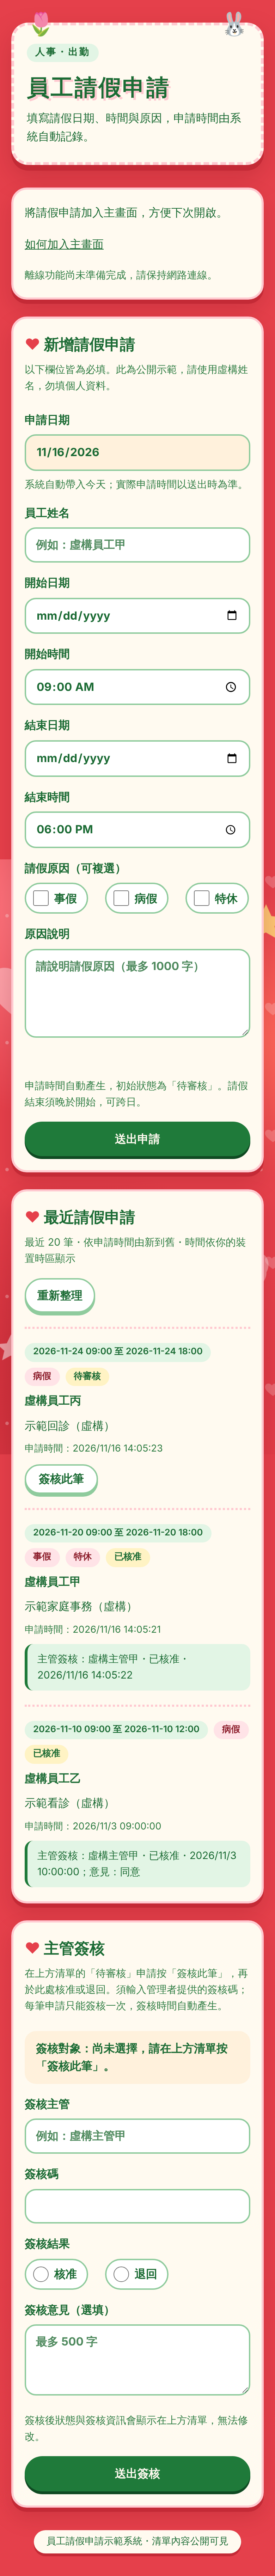 人事・出勤
員工請假申請
填寫請假日期、時間與原因，申請時間由系
統自動記錄。
將請假申請加入主畫面，方便下次開啟。
如何加入主畫面
離線功能尚未準備完成，請保持網路連線。
新增請假申請
以下欄位皆為必填。此為公開示範，請使用虛構姓
名，勿填個人資料。
申請日期
11/16/2026
系統自動帶入今天；實際申請時間以送出時為準。
員工姓名
例如：虛構員工甲
開始日期
mm/dd/yyyy
開始時間
09:00 AM
結束日期
mm/dd/yyyy
結束時間
06:00 PM
請假原因（可複選）
事假 病假 特休
原因說明
請說明請假原因（最多 1000 字）
申請時間自動產生，初始狀態為「待審核」。請假
結束須晚於開始，可跨日。
送出申請
最近請假申請
最近 20 筆・依申請時間由新到舊・時間依你的裝
置時區顯示
重新整理
2026-11-24 09:00 至 2026-11-24 18:00
病假 待審核
虛構員工丙
示範回診（虛構）
申請時間：2026/11/16 14:05:23
簽核此筆
2026-11-20 09:00 至 2026-11-20 18:00
事假 特休 已核准
虛構員工甲
示範家庭事務（虛構）
申請時間：2026/11/16 14:05:21
主管簽核：虛構主管甲・已核准・
2026/11/16 14:05:22
2026-11-10 09:00 至 2026-11-10 12:00 病假
已核准
虛構員工乙
示範看診（虛構）
申請時間：2026/11/3 09:00:00
主管簽核：虛構主管甲・已核准・2026/11/3
10:00:00；意見：同意
主管簽核
在上方清單的「待審核」申請按「簽核此筆」，再
於此處核准或退回。須輸入管理者提供的簽核碼；
每筆申請只能簽核一次，簽核時間自動產生。
簽核對象：尚未選擇，請在上方清單按
「簽核此筆」。
簽核主管
例如：虛構主管甲
簽核碼
簽核結果
核准 退回
簽核意見（選填）
最多 500 字
簽核後狀態與簽核資訊會顯示在上方清單，無法修
改。
送出簽核
員工請假申請示範系統・清單內容公開可見